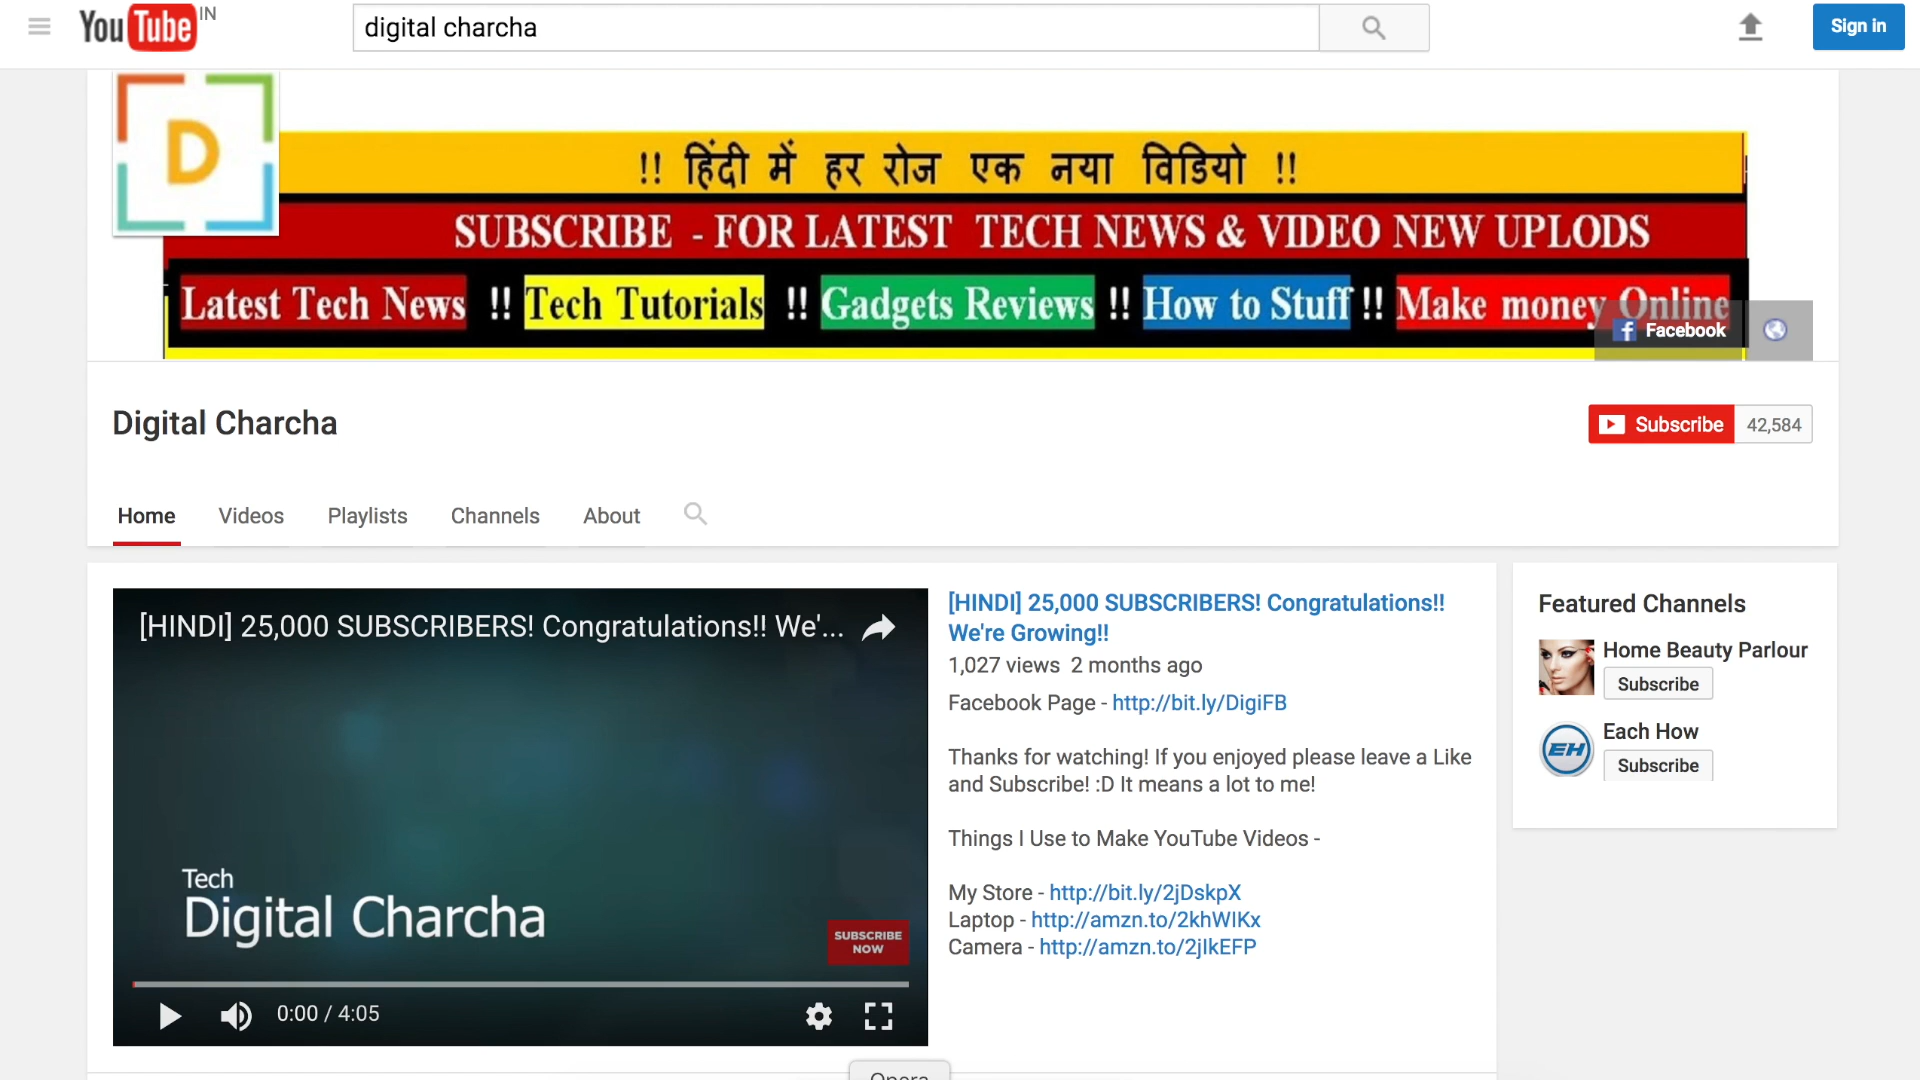 YouTube IN
digital charcha
Sign in
D
!! हिंदी में हर रोज एक नया विडियो !!
SUBSCRIBE - FOR LATEST TECH NEWS & VIDEO NEW UPLODS
Latest Tech News !! Tech Tutorials !! Gadgets Reviews !! How to Stuff !! Make money Online
Facebook
Digital Charcha
Subscribe 42,584
Home Videos Playlists Channels About
[HINDI] 25,000 SUBSCRIBERS! Congratulations!! We'...
Tech
Digital Charcha
SUBSCRIBE
NOW
0:00 / 4:05
[HINDI] 25,000 SUBSCRIBERS! Congratulations!!
We're Growing!!
1,027 views 2 months ago
Facebook Page - http://bit.ly/DigiFB
Thanks for watching! If you enjoyed please leave a Like
and Subscribe! :D It means a lot to me!
Things I Use to Make YouTube Videos -
My Store - http://bit.ly/2jDskpX
Laptop - http://amzn.to/2khWIKx
Camera - http://amzn.to/2jIkEFP
Featured Channels
Home Beauty Parlour
Subscribe
EH
Each How
Subscribe
Opera